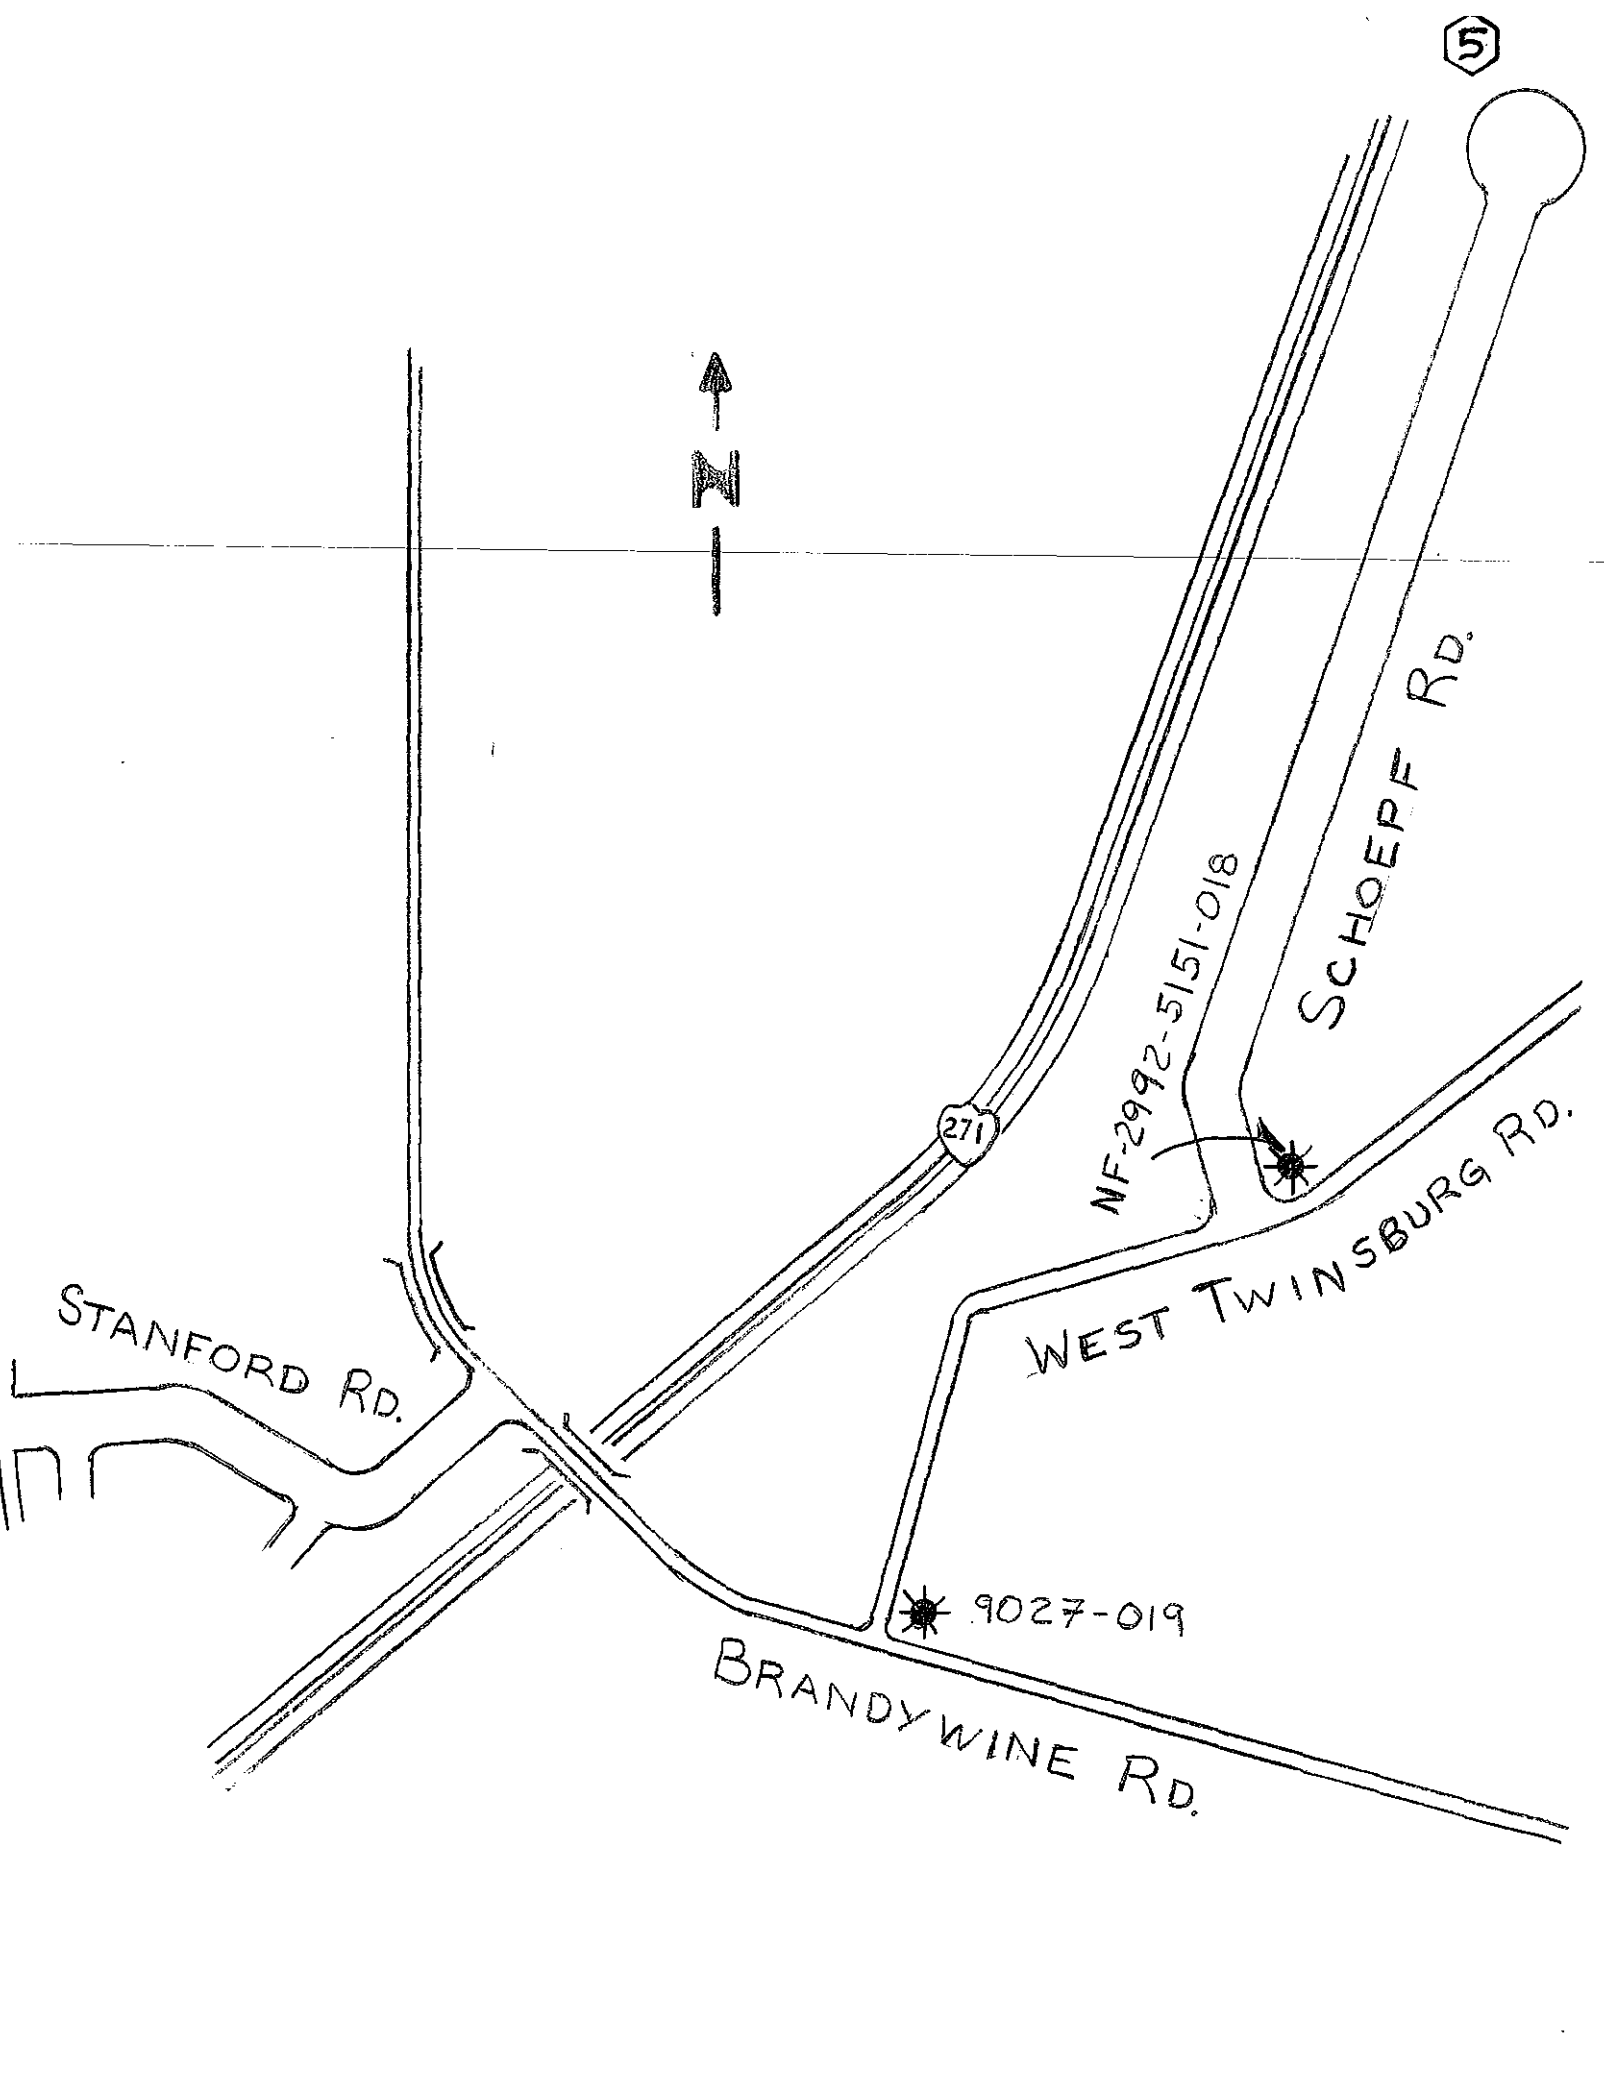 5
N
SCHOEPF RD.
NF-2992-5151-018
271
WEST TWINSBURG RD.
STANFORD RD.
9027-019
BRANDYWINE RD.